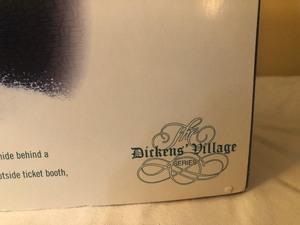 hide behind a
utside ticket booth,
The
Dickens' Village
SERIES